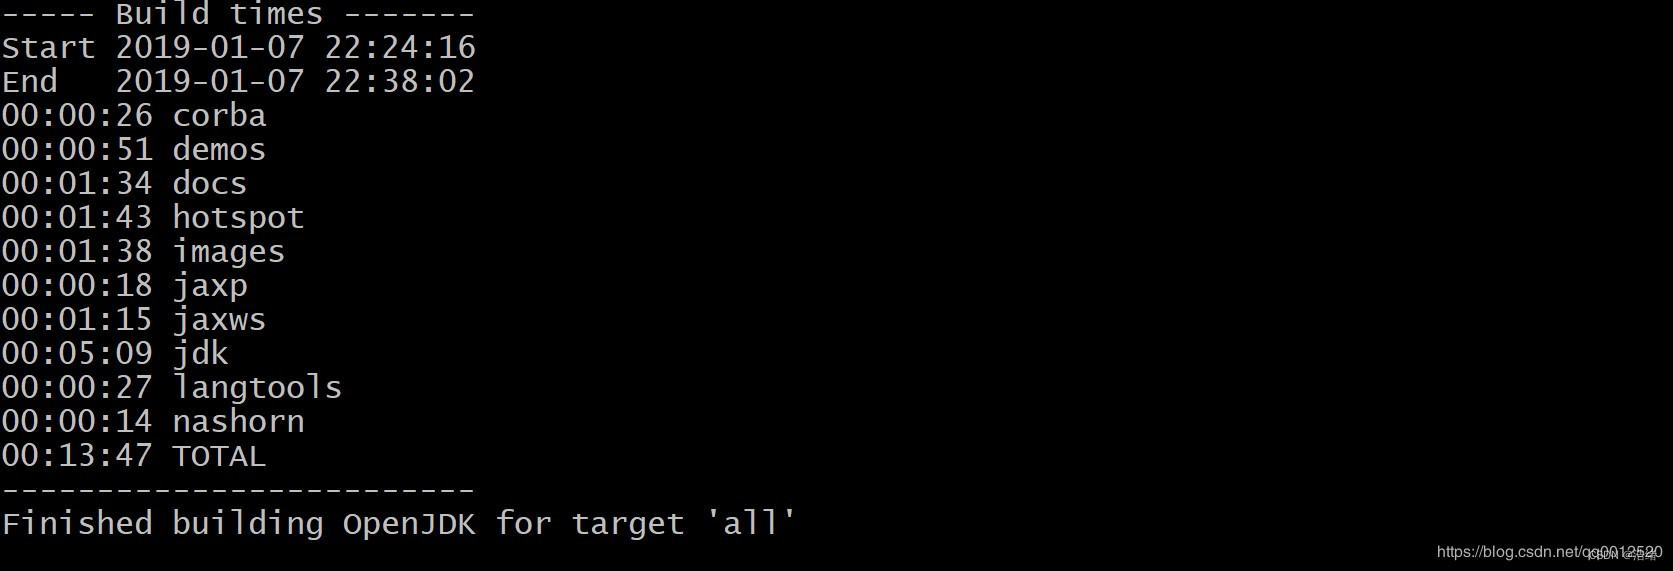 ----- Build times -------
Start 2019-01-07 22:24:16
End   2019-01-07 22:38:02
00:00:26 corba
00:00:51 demos
00:01:34 docs
00:01:43 hotspot
00:01:38 images
00:00:18 jaxp
00:01:15 jaxws
00:05:09 jdk
00:00:27 langtools
00:00:14 nashorn
00:13:47 TOTAL
-------------------------
Finished building OpenJDK for target 'all'
https://blog.csdn.net/qq0012520
CSDN